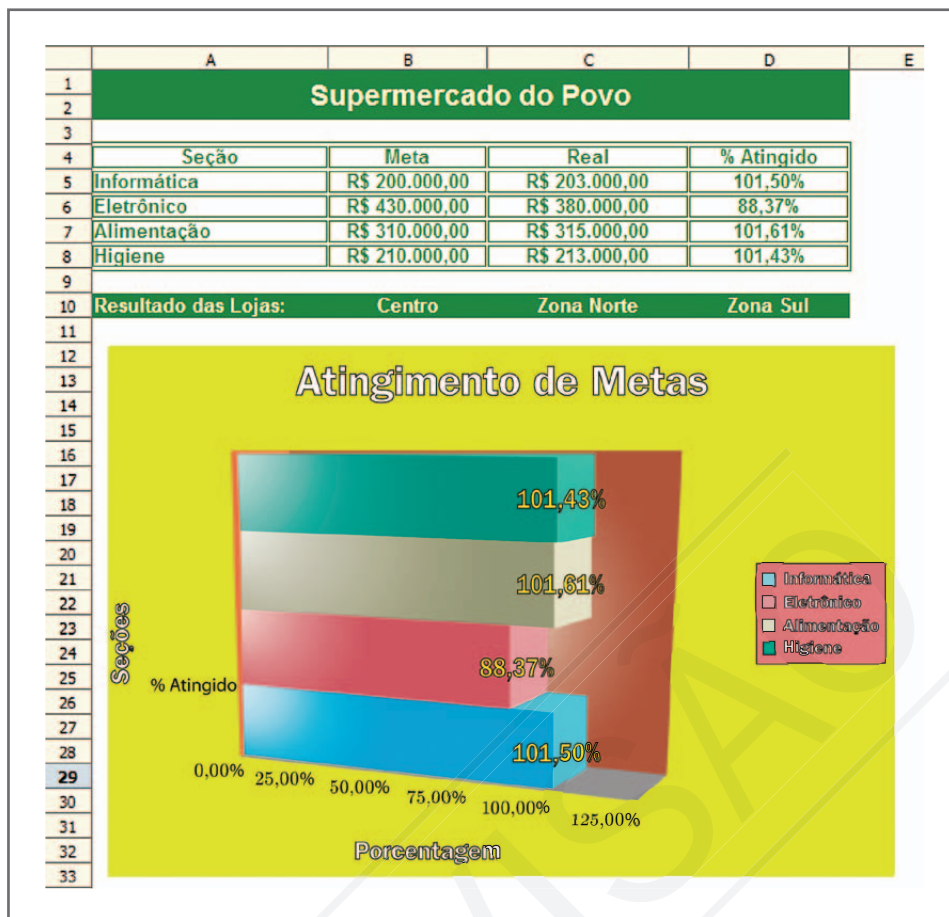 A B C D E
1
2 Supermercado do Povo
3
4 Seção Meta Real % Atingido
5 Informática R$ 200.000,00 R$ 203.000,00 101,50%
6 Eletrônico R$ 430.000,00 R$ 380.000,00 88,37%
7 Alimentação R$ 310.000,00 R$ 315.000,00 101,61%
8 Higiene R$ 210.000,00 R$ 213.000,00 101,43%
9
10 Resultado das Lojas: Centro Zona Norte Zona Sul
11
12
13 Atingimento de Metas
14
15
16
17
18 101,43%
19
20
21 101,61% Informática
22 Eletrônico
23 Alimentação
24 88,37% Higiene
25 Seções % Atingido
26
27
28 101,50%
29 0,00% 25,00% 50,00% 75,00% 100,00% 125,00%
30
31
32 Porcentagem
33
VISÃO